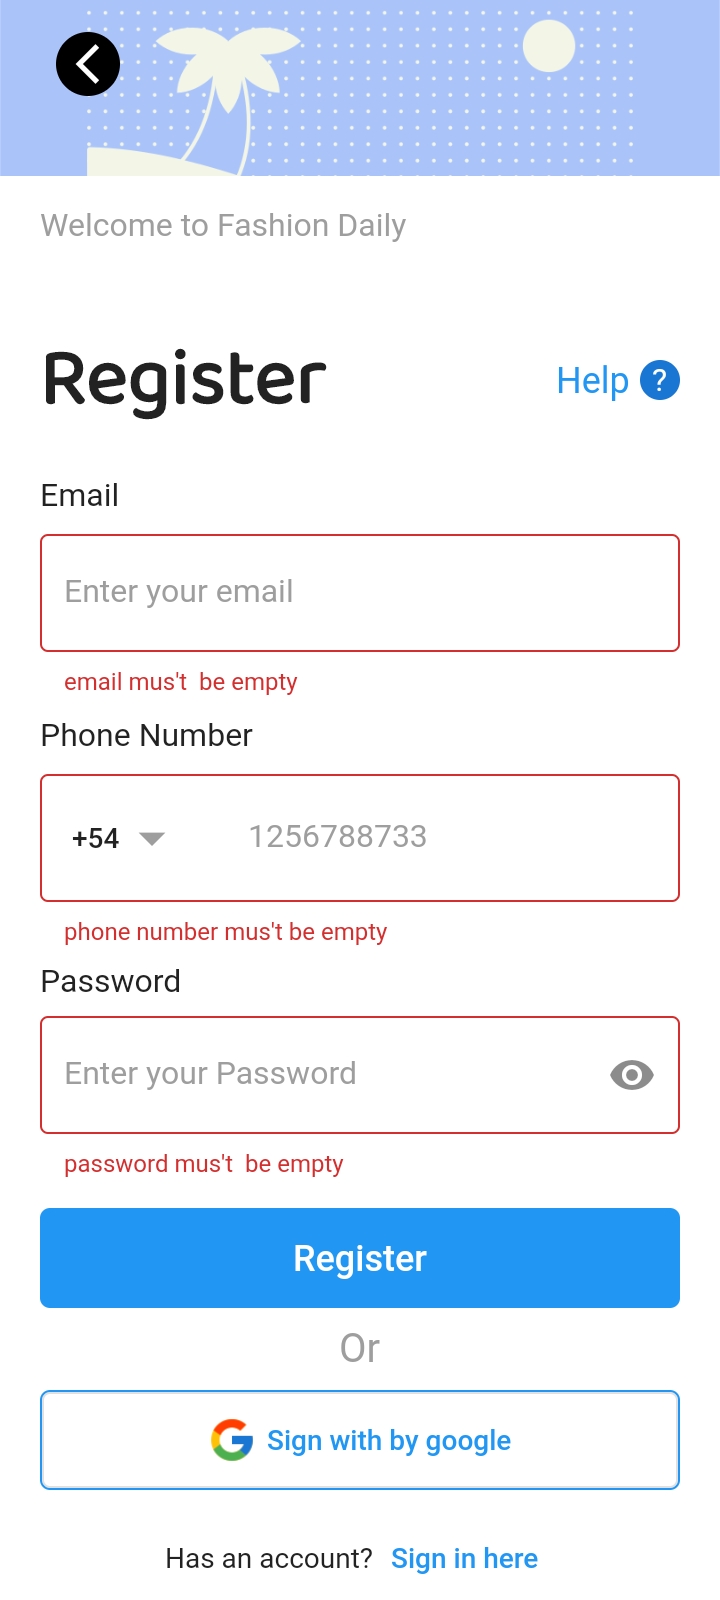 Welcome to Fashion Daily
Register
Help ?
Email
Enter your email
email mus't  be empty
Phone Number
+54 1256788733
phone number mus't be empty
Password
Enter your Password
password mus't  be empty
Register
Or
Sign with by google
Has an account? Sign in here